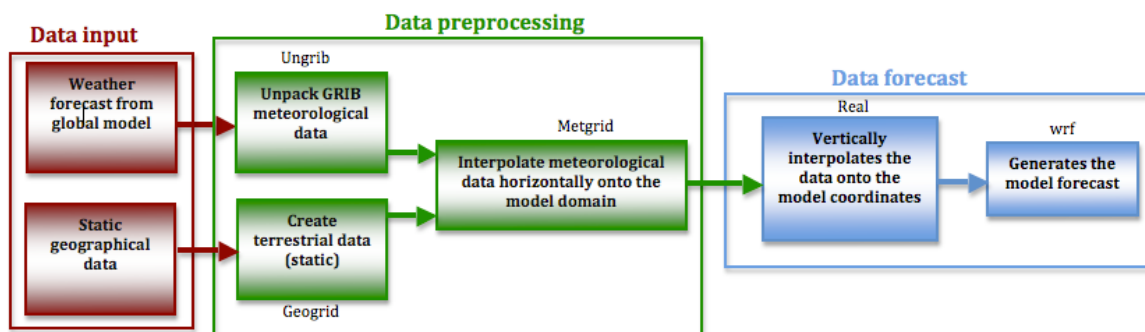 Data input
Weather
forecast from
global model
Static
geographical
data
Data preprocessing
Ungrib
Unpack GRIB
meteorological
data
Create
terrestrial data
(static)
Geogrid
Metgrid
Interpolate meteorological
data horizontally onto the
model domain
Data forecast
Real
Vertically
interpolates the
data onto the
model coordinates
wrf
Generates the
model forecast